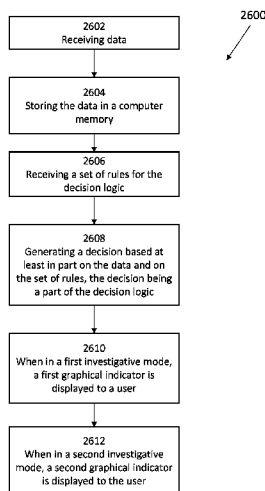 2600
2602
Receiving data
2604
Storing the data in a computer
memory
2606
Receiving a set of rules for the
decision logic
2608
Generating a decision based at
least in part on the data and on
the set of rules, the decision being
a part of the decision logic
2610
When in a first investigative mode,
a first graphical indicator is
displayed to a user
2612
When in a second investigative
mode, a second graphical indicator
is displayed to the user